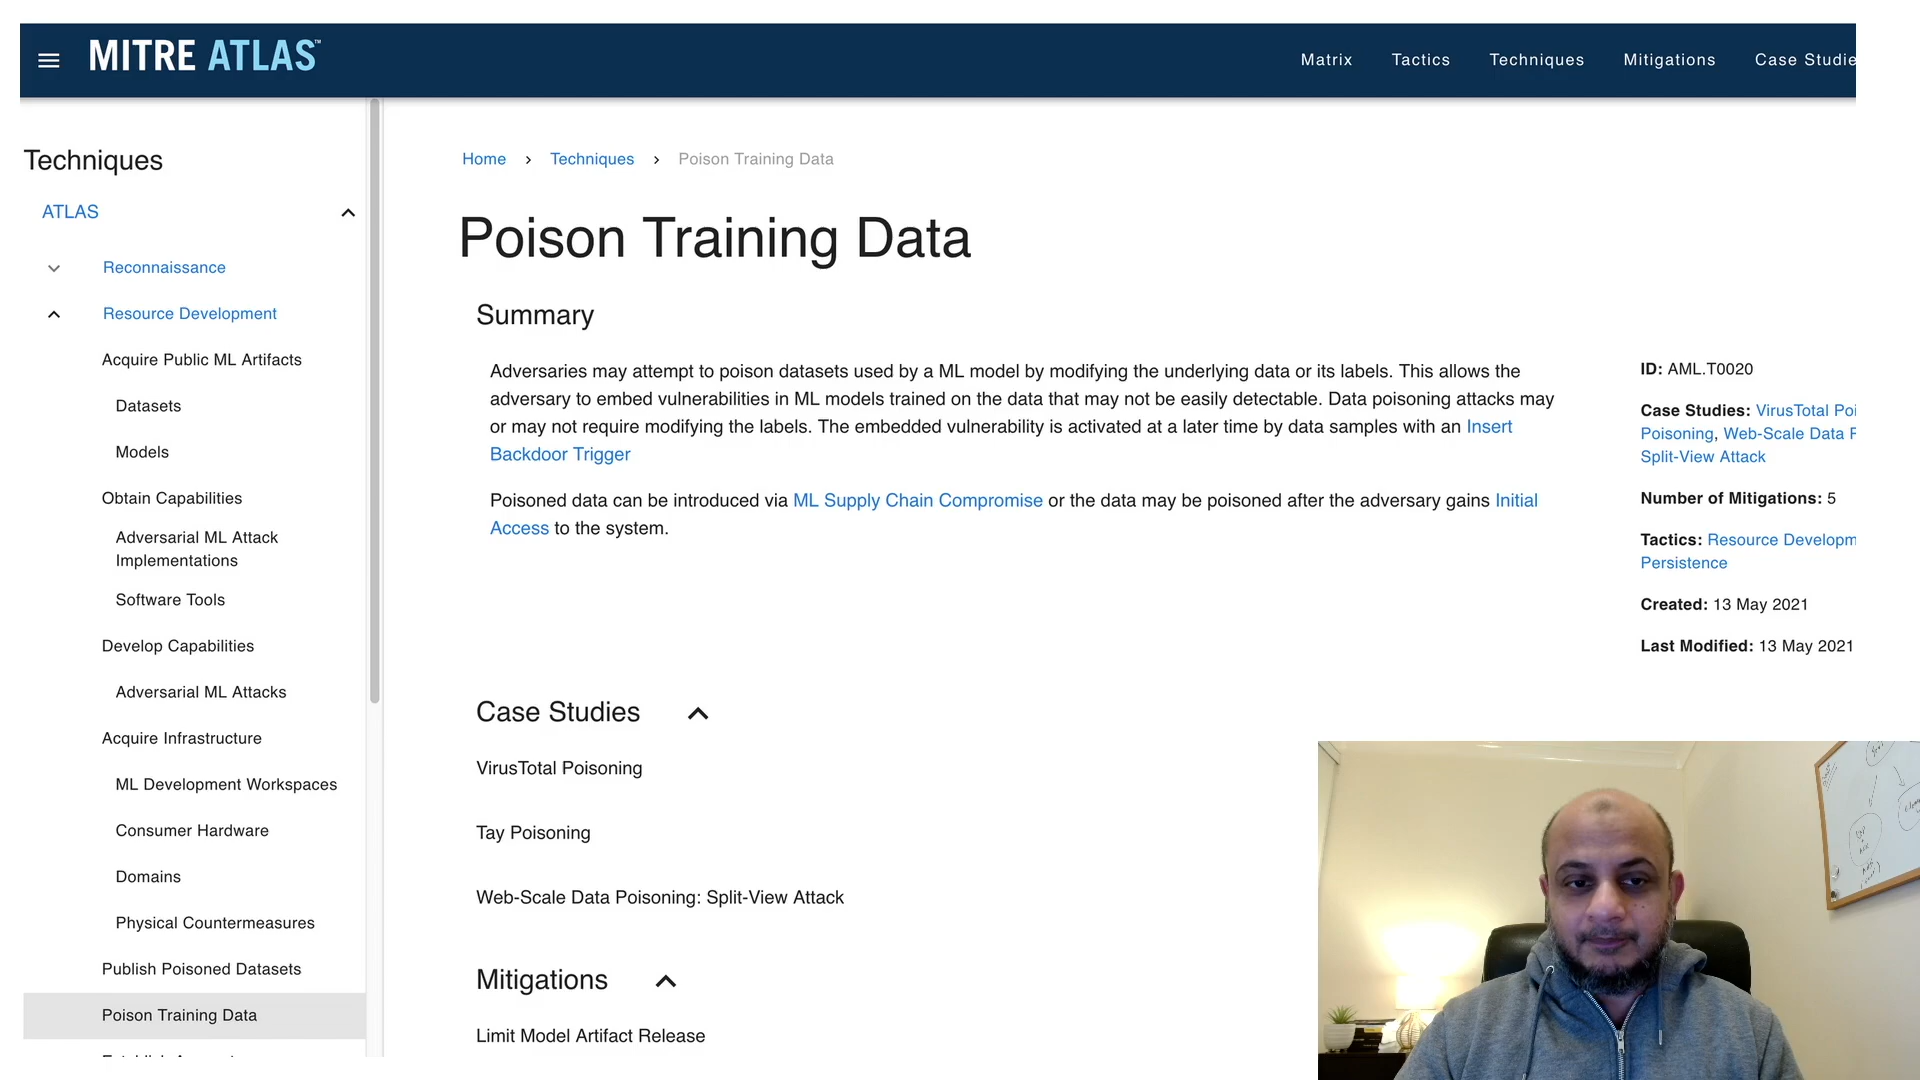 MITRE ATLAS™
Matrix
Tactics
Techniques
Mitigations
Case Studie
Techniques
ATLAS
Reconnaissance
Resource Development
Acquire Public ML Artifacts
Datasets
Models
Obtain Capabilities
Adversarial ML Attack
Implementations
Software Tools
Develop Capabilities
Adversarial ML Attacks
Acquire Infrastructure
ML Development Workspaces
Consumer Hardware
Domains
Physical Countermeasures
Publish Poisoned Datasets
Poison Training Data
Home › Techniques › Poison Training Data
Poison Training Data
Summary
Adversaries may attempt to poison datasets used by a ML model by modifying the underlying data or its labels. This allows the
adversary to embed vulnerabilities in ML models trained on the data that may not be easily detectable. Data poisoning attacks may
or may not require modifying the labels. The embedded vulnerability is activated at a later time by data samples with an Insert
Backdoor Trigger
Poisoned data can be introduced via ML Supply Chain Compromise or the data may be poisoned after the adversary gains Initial
Access to the system.
ID: AML.T0020
Case Studies: VirusTotal Poi
Poisoning, Web-Scale Data P
Split-View Attack
Number of Mitigations: 5
Tactics: Resource Developm
Persistence
Created: 13 May 2021
Last Modified: 13 May 2021
Case Studies
VirusTotal Poisoning
Tay Poisoning
Web-Scale Data Poisoning: Split-View Attack
Mitigations
Limit Model Artifact Release